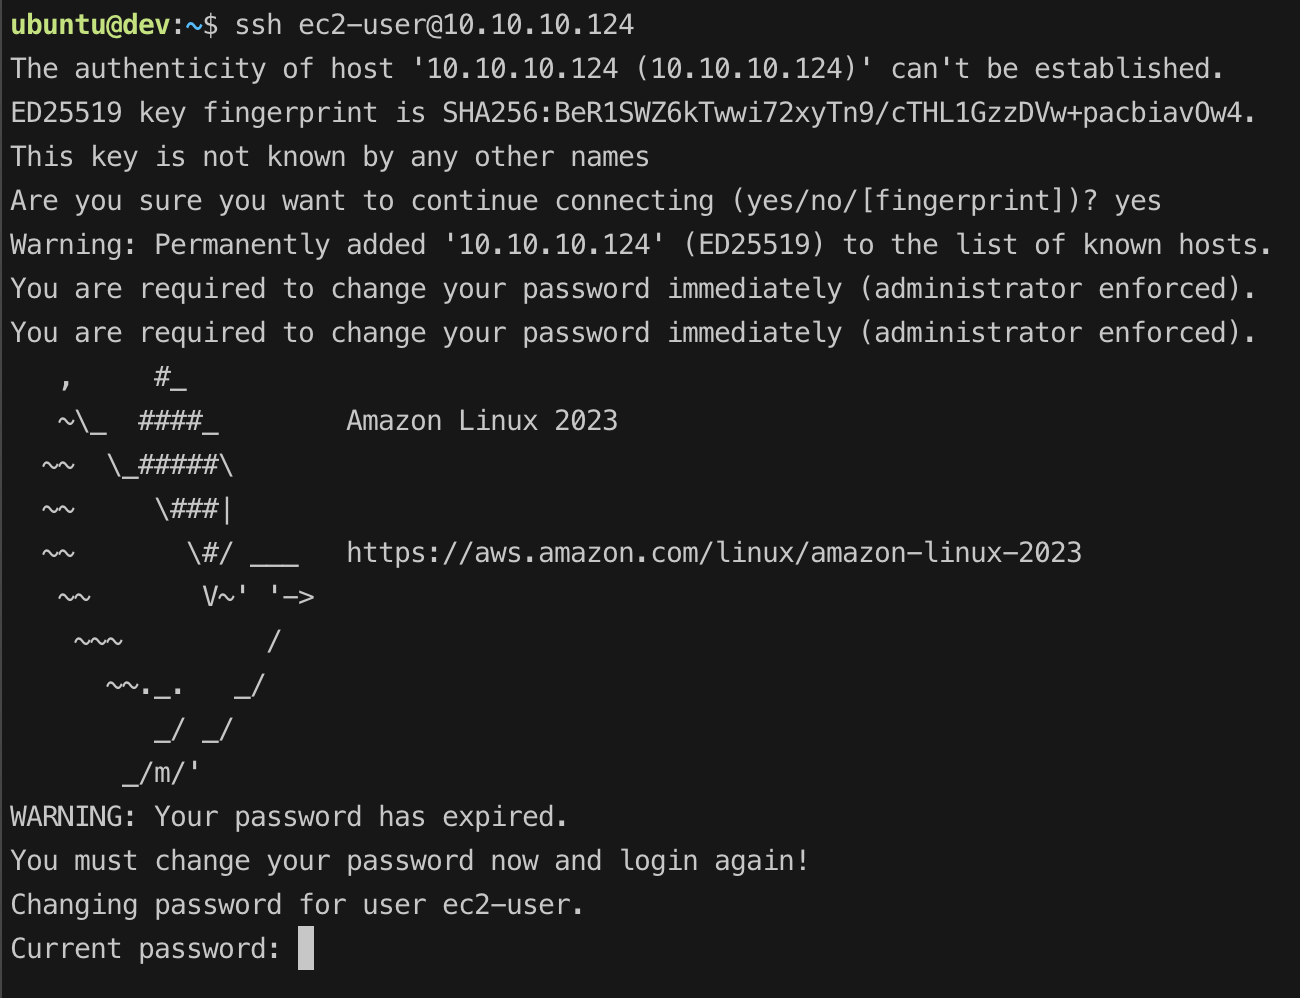 ubuntu@dev:~$ ssh ec2-user@10.10.10.124
The authenticity of host '10.10.10.124 (10.10.10.124)' can't be established.
ED25519 key fingerprint is SHA256:BeR1SWZ6kTwwi72xyTn9/cTHL1GzzDVw+pacbiavOw4.
This key is not known by any other names
Are you sure you want to continue connecting (yes/no/[fingerprint])? yes
Warning: Permanently added '10.10.10.124' (ED25519) to the list of known hosts.
You are required to change your password immediately (administrator enforced).
You are required to change your password immediately (administrator enforced).
   ,     #_
   ~\_  ####_        Amazon Linux 2023
  ~~  \_#####\
  ~~     \###|
  ~~       \#/ ___   https://aws.amazon.com/linux/amazon-linux-2023
   ~~       V~' '->
    ~~~         /
      ~~._.   _/
         _/ _/
       _/m/'
WARNING: Your password has expired.
You must change your password now and login again!
Changing password for user ec2-user.
Current password: